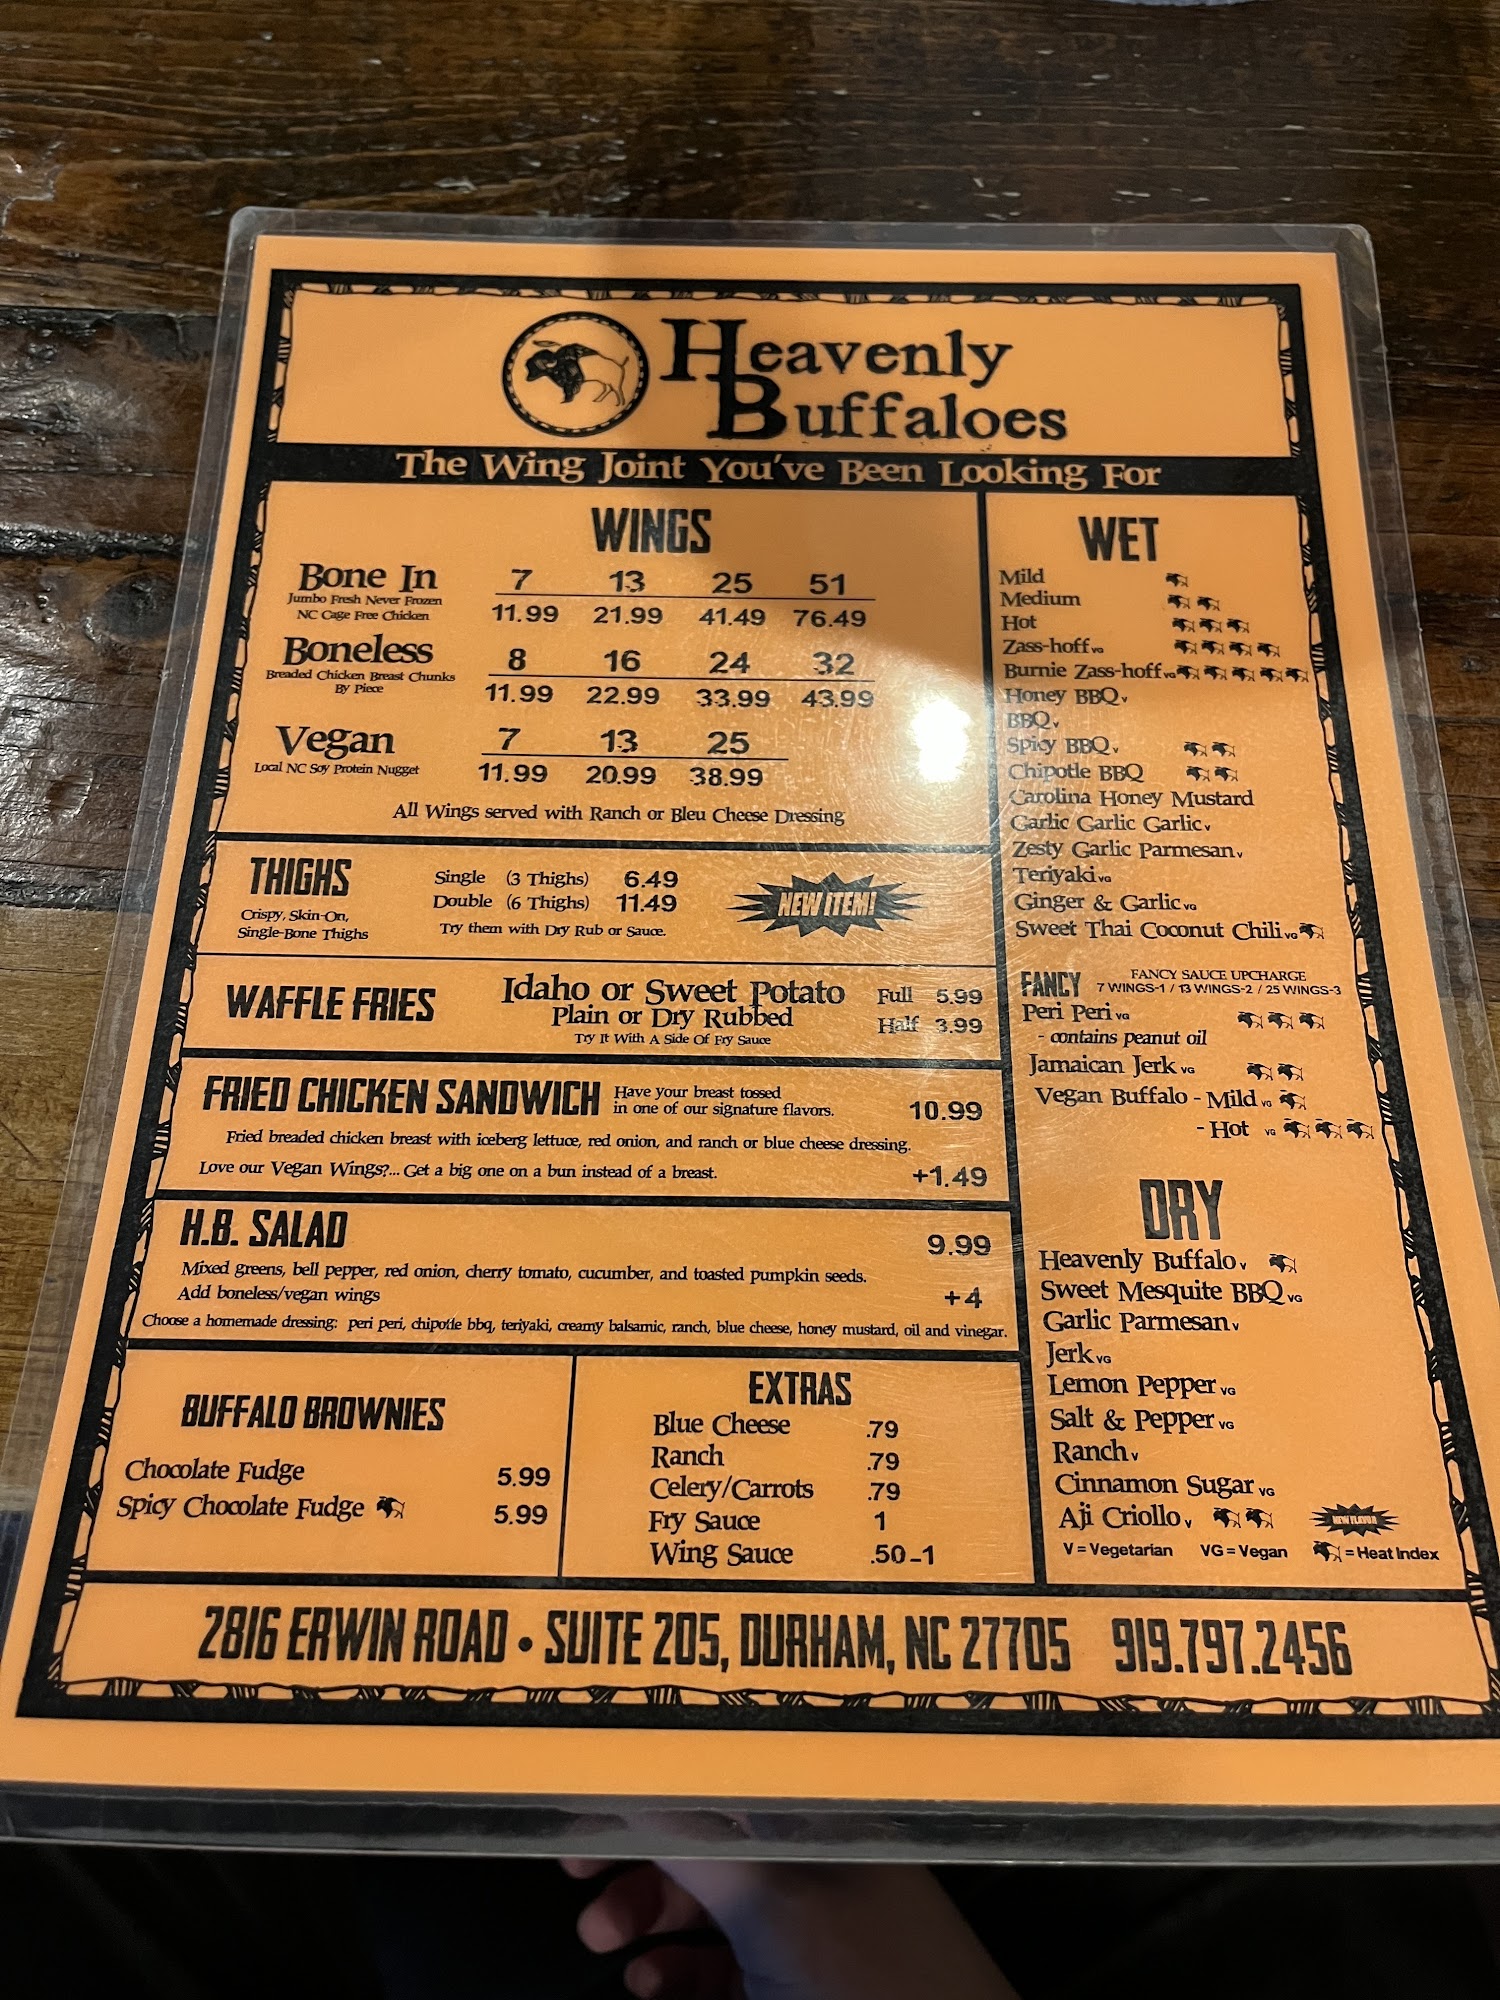 Heavenly
Buffaloes
The Wing Joint You've Been Looking For
WINGS
Bone In 7 13 25 51
Jumbo Fresh Never Frozen
NC Cage Free Chicken 11.99 21.99 41.49 76.49
Boneless 8 16 24 32
Breaded Chicken Breast Chunks
By Piece 11.99 22.99 33.99 43.99
Vegan 7 13 25
Local NC Soy Protein Nugget 11.99 20.99 38.99
All Wings served with Ranch or Bleu Cheese Dressing
THIGHS
Crispy, Skin-On,
Single-Bone Thighs
Single (3 Thighs) 6.49
Double (6 Thighs) 11.49
Try them with Dry Rub or Sauce.
NEW ITEM!
WAFFLE FRIES
Idaho or Sweet Potato
Plain or Dry Rubbed
Try It With A Side Of Fry Sauce
Full 5.99
Half 3.99
FRIED CHICKEN SANDWICH
Have your breast tossed
in one of our signature flavors.
10.99
Fried breaded chicken breast with iceberg lettuce, red onion, and ranch or blue cheese dressing.
Love our Vegan Wings?... Get a big one on a bun instead of a breast. +1.49
H.B. SALAD 9.99
Mixed greens, bell pepper, red onion, cherry tomato, cucumber, and toasted pumpkin seeds.
Add boneless/vegan wings +4
Choose a homemade dressing: peri peri, chipotle bbq, teriyaki, creamy balsamic, ranch, blue cheese, honey mustard, oil and vinegar.
BUFFALO BROWNIES
Chocolate Fudge 5.99
Spicy Chocolate Fudge 5.99
EXTRAS
Blue Cheese .79
Ranch .79
Celery/Carrots .79
Fry Sauce 1
Wing Sauce .50-1
WET
Mild
Medium
Hot
Zass-hoff VG
Burnie Zass-hoff VG
Honey BBQ V
BBQ V
Spicy BBQ V
Chipotle BBQ
Carolina Honey Mustard
Garlic Garlic Garlic V
Zesty Garlic Parmesan V
Teriyaki VG
Ginger & Garlic VG
Sweet Thai Coconut Chili VG
FANCY
FANCY SAUCE UPCHARGE
7 WINGS-1 / 13 WINGS-2 / 25 WINGS-3
Peri Peri VG
- contains peanut oil
Jamaican Jerk VG
Vegan Buffalo - Mild VG
- Hot VG
DRY
Heavenly Buffalo V
Sweet Mesquite BBQ VG
Garlic Parmesan V
Jerk VG
Lemon Pepper VG
Salt & Pepper VG
Ranch V
Cinnamon Sugar VG
Aji Criollo V
NEW FLAVOR
V = Vegetarian VG = Vegan = Heat Index
2816 ERWIN ROAD • SUITE 205, DURHAM, NC 27705 919.797.2456